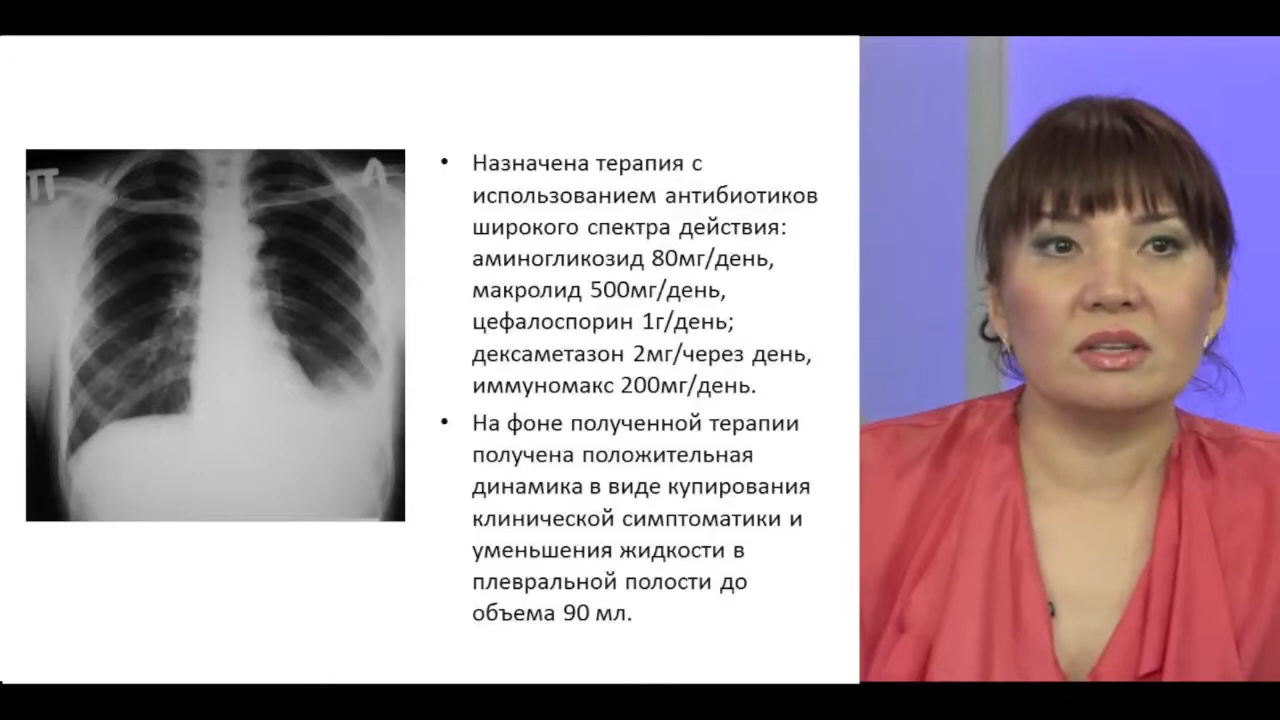 П Л
• Назначена терапия с
использованием антибиотиков
широкого спектра действия:
аминогликозид 80мг/день,
макролид 500мг/день,
цефалоспорин 1г/день;
дексаметазон 2мг/через день,
иммуномакс 200мг/день.
• На фоне полученной терапии
получена положительная
динамика в виде купирования
клинической симптоматики и
уменьшения жидкости в
плевральной полости до
объема 90 мл.